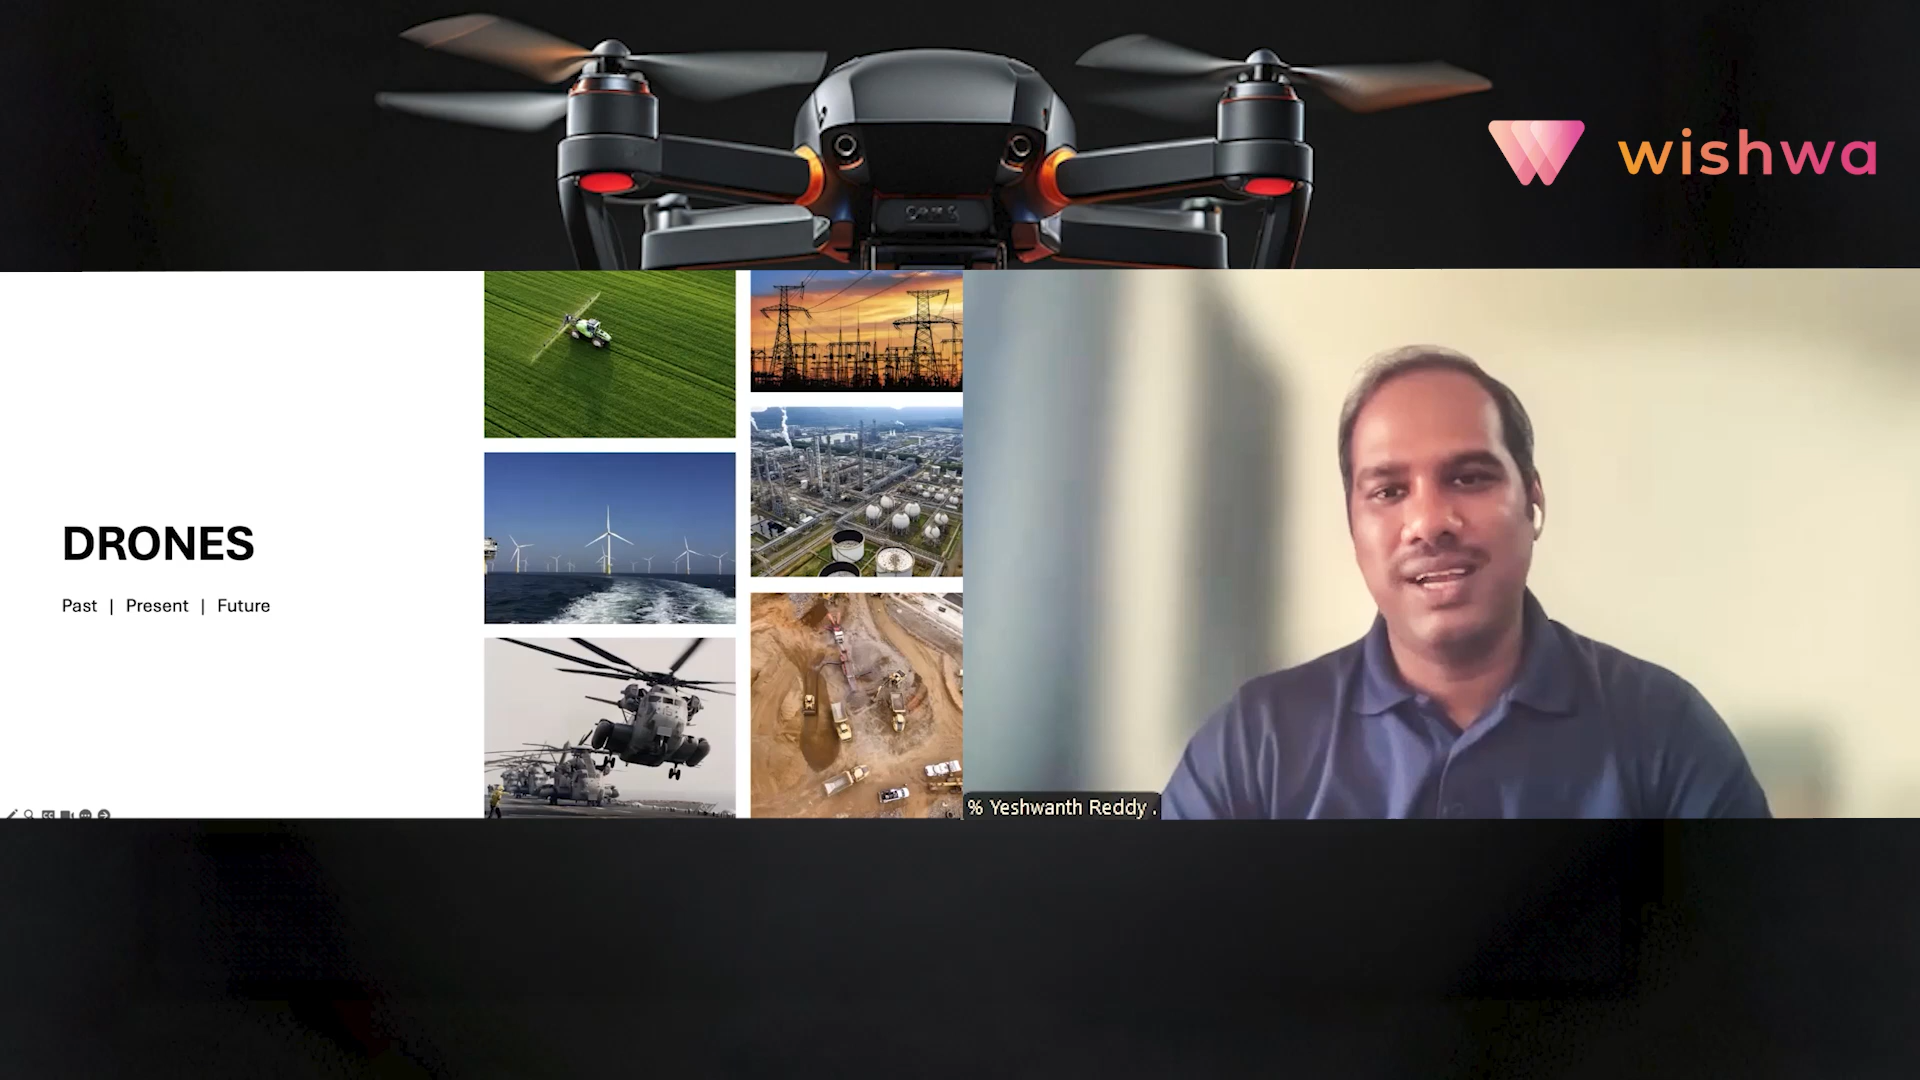 wishwa
DRONES
Past | Present | Future
% Yeshwanth Reddy .